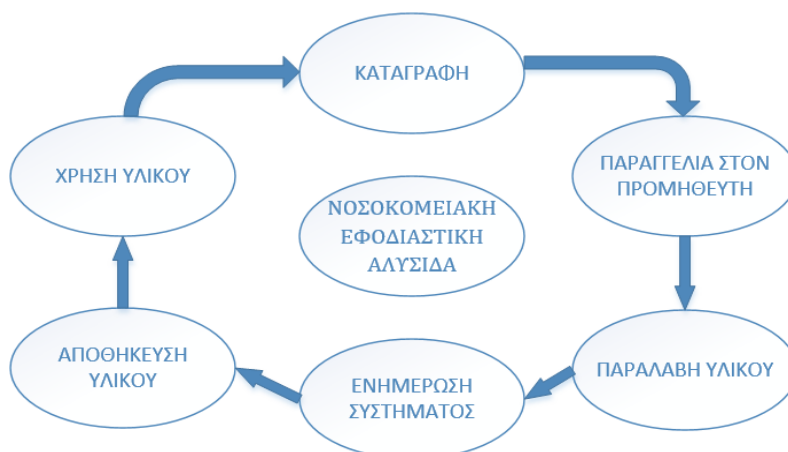 ΚΑΤΑΓΡΑΦΗ
ΠΑΡΑΓΓΕΛΙΑ ΣΤΟΝ
ΠΡΟΜΗΘΕΥΤΗ
ΧΡΗΣΗ ΥΛΙΚΟΥ
ΝΟΣΟΚΟΜΕΙΑΚΗ
ΕΦΟΔΙΑΣΤΙΚΗ
ΑΛΥΣΙΔΑ
ΑΠΟΘΗΚΕΥΣΗ
ΥΛΙΚΟΥ
ΕΝΗΜΕΡΩΣΗ
ΣΥΣΤΗΜΑΤΟΣ
ΠΑΡΑΛΑΒΗ ΥΛΙΚΟΥ